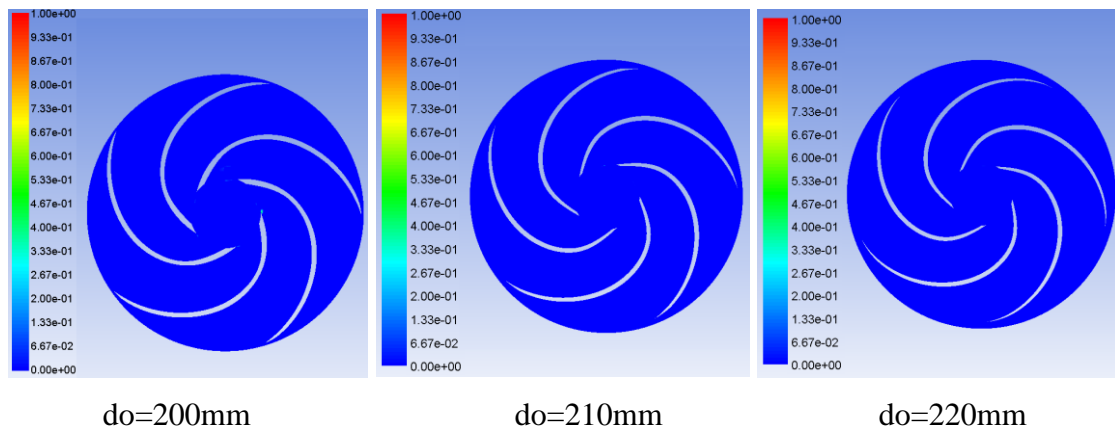 1.00e+00
9.33e-01
8.67e-01
8.00e-01
7.33e-01
6.67e-01
6.00e-01
5.33e-01
4.67e-01
4.00e-01
3.33e-01
2.67e-01
2.00e-01
1.33e-01
6.67e-02
0.00e+00
do=200mm
1.00e+00
9.33e-01
8.67e-01
8.00e-01
7.33e-01
6.67e-01
6.00e-01
5.33e-01
4.67e-01
4.00e-01
3.33e-01
2.67e-01
2.00e-01
1.33e-01
6.67e-02
0.00e+00
do=210mm
1.00e+00
9.33e-01
8.67e-01
8.00e-01
7.33e-01
6.67e-01
6.00e-01
5.33e-01
4.67e-01
4.00e-01
3.33e-01
2.67e-01
2.00e-01
1.33e-01
6.67e-02
0.00e+00
do=220mm